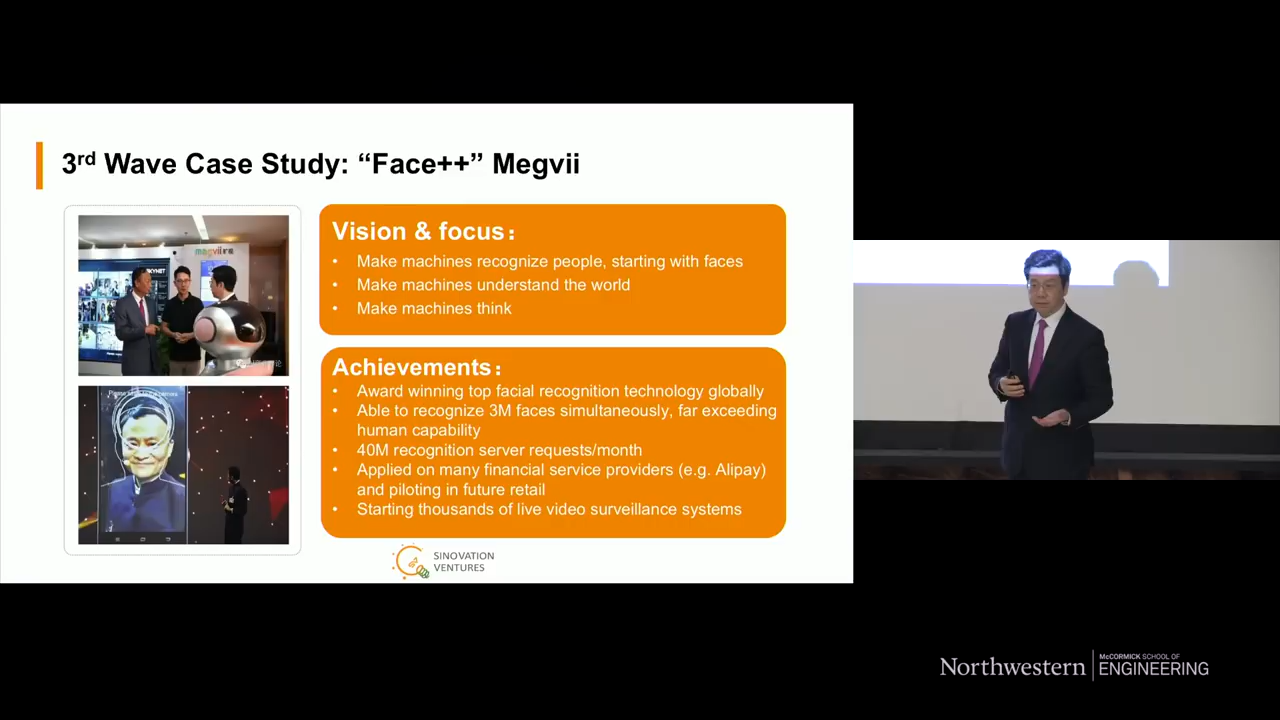 3rd Wave Case Study: “Face++” Megvii
megvii
SKYNET
Vision & focus：
• Make machines recognize people, starting with faces
• Make machines understand the world
• Make machines think
Achievements：
• Award winning top facial recognition technology globally
• Able to recognize 3M faces simultaneously, far exceeding
human capability
• 40M recognition server requests/month
• Applied on many financial service providers (e.g. Alipay)
and piloting in future retail
• Starting thousands of live video surveillance systems
SINOVATION
VENTURES
Northwestern
McCORMICK SCHOOL OF
ENGINEERING